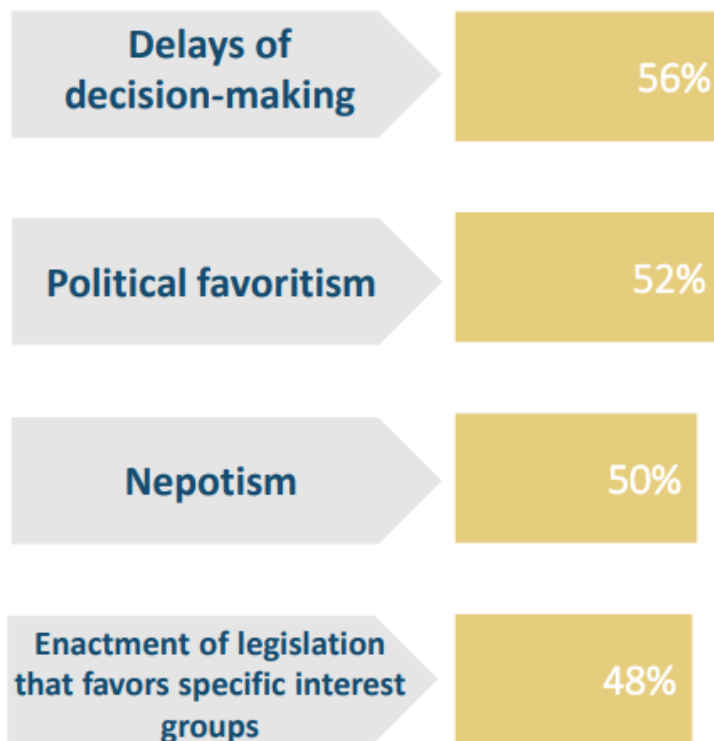 Delays of
decision-making
56%
Political favoritism
52%
Nepotism
50%
Enactment of legislation
that favors specific interest
groups
48%